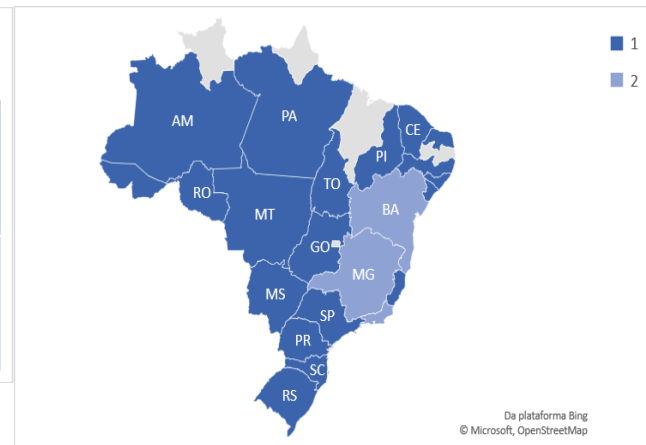 1
2
AM
PA
CE
PI
RO
TO
MT
BA
GO
MG
MS
SP
PR
SC
RS
Da plataforma Bing
© Microsoft, OpenStreetMap